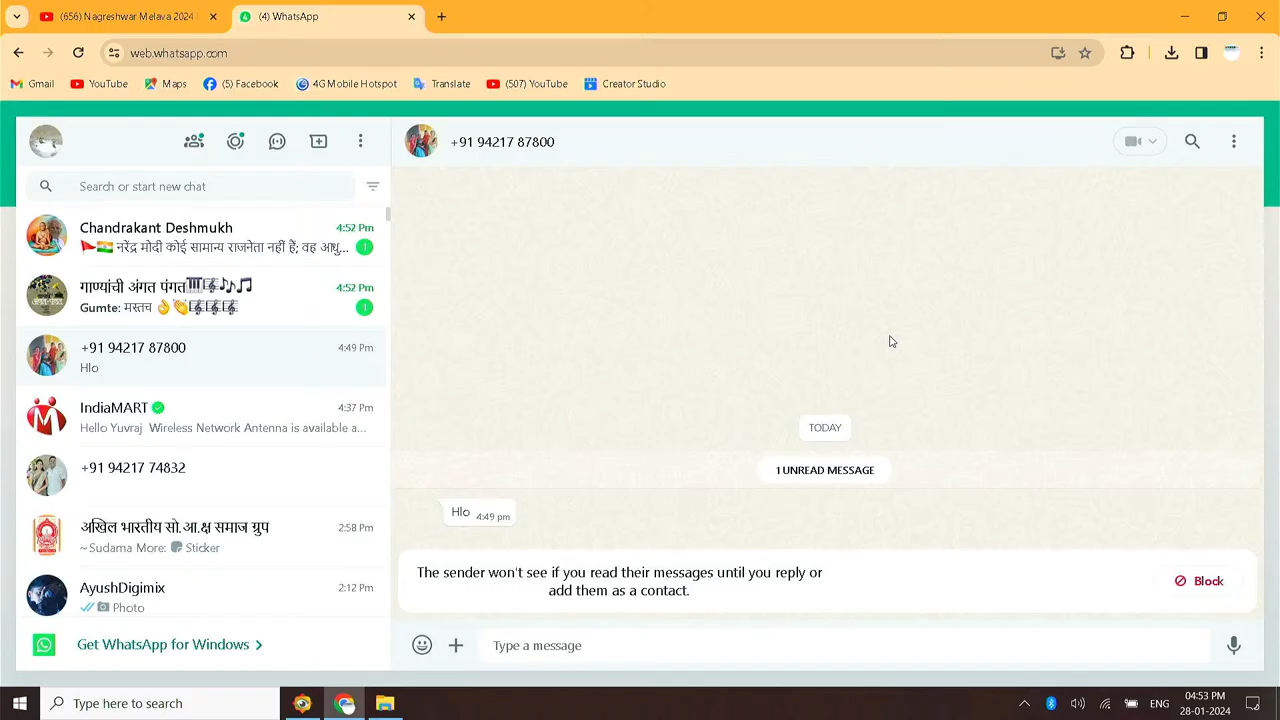 (656) Nagreshwar Melava 2024
(4) WhatsApp
web.whatsapp.com
Gmail
YouTube
Maps
(5) Facebook
4G Mobile Hotspot
Translate
(507) YouTube
Creator Studio
+91 94217 87800
Search or start new chat
Chandrakant Deshmukh 4:52 Pm
🚩🇮🇳 नरेंद्र मोदी कोई सामान्य राजनेता नहीं हैं; वह आधु... 1
गाण्यांची अंगत पंगत🎹🎼🎶🎵 4:52 Pm
Gumte: मस्तच 👌👏🎼🎼🎼 1
+91 94217 87800 4:49 Pm
Hlo
IndiaMART 4:37 Pm
Hello Yuvraj Wireless Network Antenna is available a...
+91 94217 74832
अखिल भारतीय सो.आ.क्ष समाज ग्रुप 2:58 Pm
~Sudama More: Sticker
AyushDigimix 2:12 Pm
Photo
Get WhatsApp for Windows
TODAY
1 UNREAD MESSAGE
Hlo 4:49 pm
The sender won't see if you read their messages until you reply or
add them as a contact.
Block
Type a message
Type here to search
ENG
04:53 PM
28-01-2024